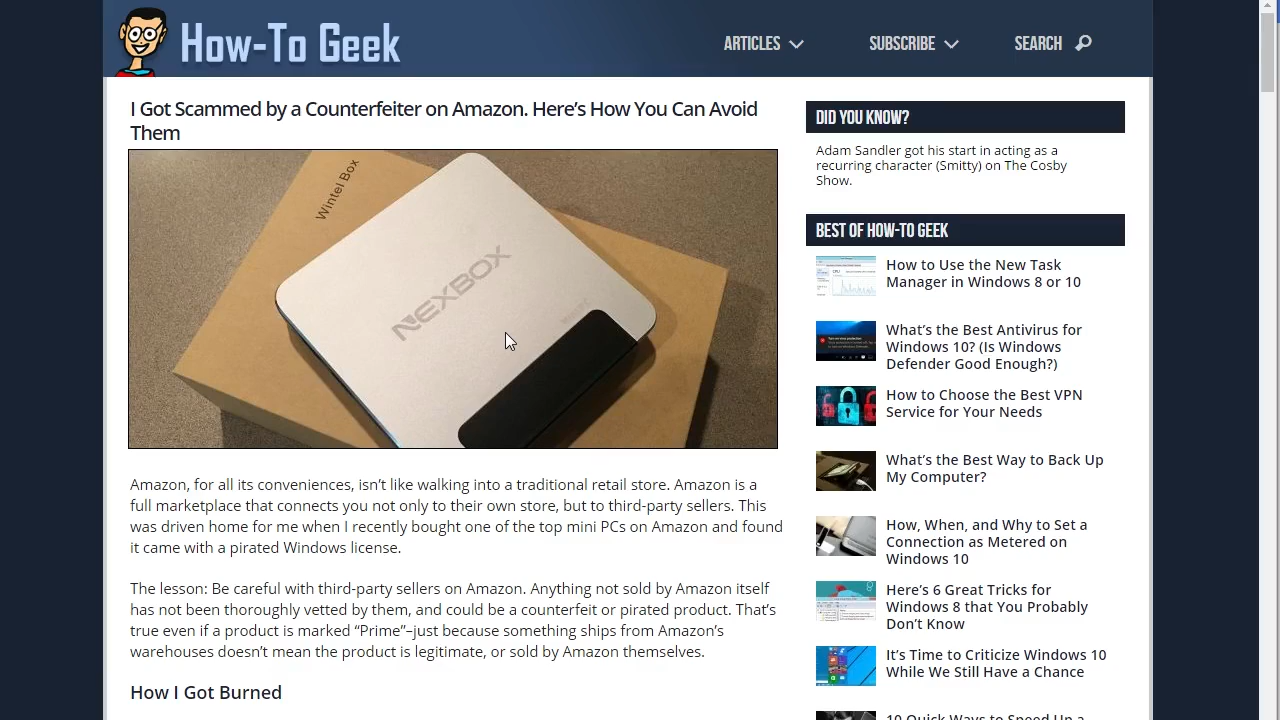 How-To Geek
ARTICLES
SUBSCRIBE
SEARCH
I Got Scammed by a Counterfeiter on Amazon. Here’s How You Can Avoid
Them
Wintel Box
NEXBOX
Amazon, for all its conveniences, isn’t like walking into a traditional retail store. Amazon is a
full marketplace that connects you not only to their own store, but to third-party sellers. This
was driven home for me when I recently bought one of the top mini PCs on Amazon and found
it came with a pirated Windows license.
The lesson: Be careful with third-party sellers on Amazon. Anything not sold by Amazon itself
has not been thoroughly vetted by them, and could be a counterfeit or pirated product. That’s
true even if a product is marked “Prime”–just because something ships from Amazon’s
warehouses doesn’t mean the product is legitimate, or sold by Amazon themselves.
How I Got Burned
DID YOU KNOW?
Adam Sandler got his start in acting as a
recurring character (Smitty) on The Cosby
Show.
BEST OF HOW-TO GEEK
How to Use the New Task
Manager in Windows 8 or 10
What’s the Best Antivirus for
Windows 10? (Is Windows
Defender Good Enough?)
How to Choose the Best VPN
Service for Your Needs
What’s the Best Way to Back Up
My Computer?
How, When, and Why to Set a
Connection as Metered on
Windows 10
Here’s 6 Great Tricks for
Windows 8 that You Probably
Don’t Know
It’s Time to Criticize Windows 10
While We Still Have a Chance
10 Quick Ways to Speed Up a